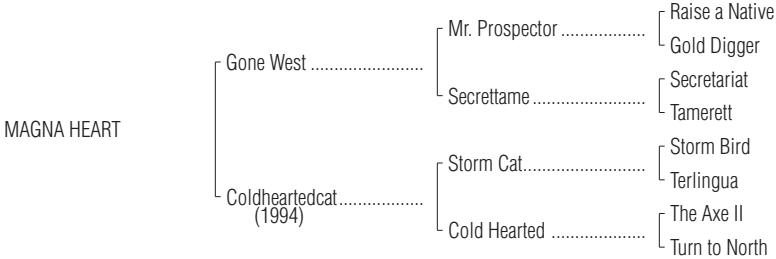 Raise a Native
Mr. Prospector ...................
Gold Digger
Gone West .........................
Secretariat
Secrettame .........................
Tamerett
MAGNA HEART
Storm Bird
Storm Cat...........................
Terlingua
Coldheartedcat...................
(1994)
The Axe II
Cold Hearted .....................
Turn to North